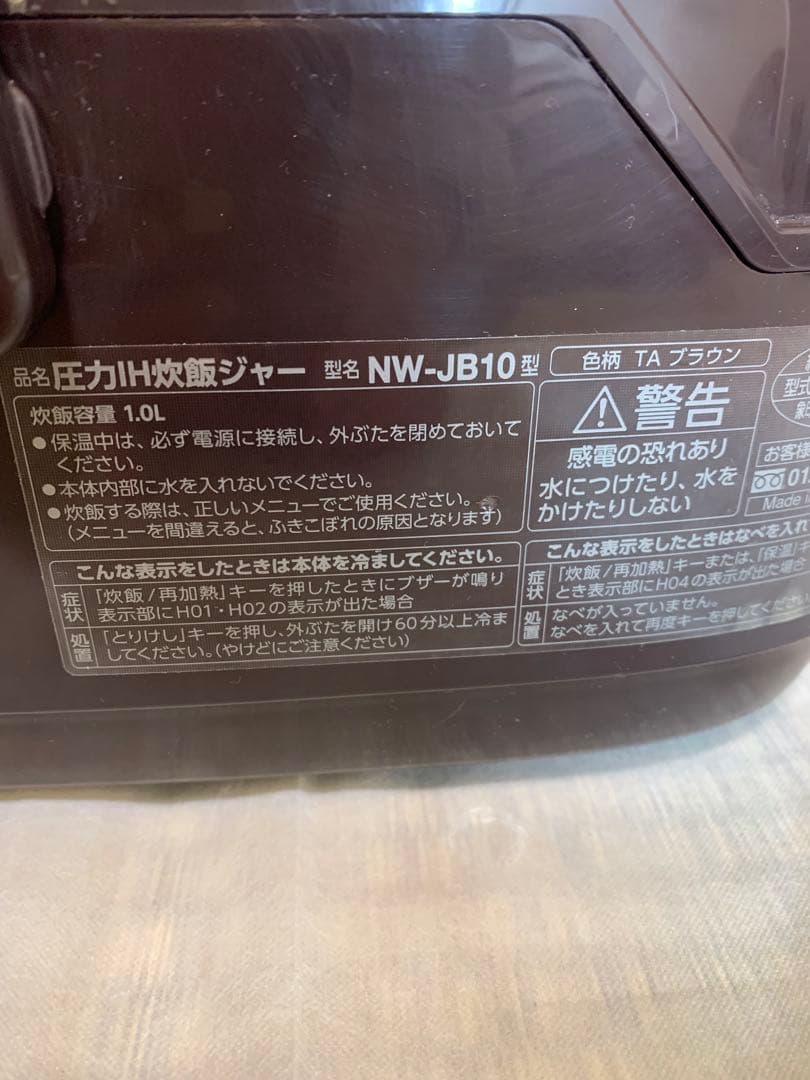 品名 圧力IH炊飯ジャー 型名 NW-JB10型
色柄 TA ブラウン
炊飯容量 1.0L
●保温中は、必ず電源に接続し、外ぶたを閉めておいて
ください。
●本体内部に水を入れないでください。
●炊飯する際は、正しいメニューでご使用ください。
(メニューを間違えると、ふきこぼれの原因となります)
警告
感電の恐れあり
水につけたり、水を
かけたりしない
型式
お客様
01
Made
こんな表示をしたときは本体を冷ましてください。
症状
「炊飯/再加熱」キーを押したときにブザーが鳴り
表示部にH01・H02の表示が出た場合
処置
「とりけし」キーを押し、外ぶたを開け60分以上冷ま
してください。(やけどにご注意ください)
こんな表示をしたときはなべを入れ
症状
「炊飯/再加熱」キーまたは、「保温」
とき表示部にH04の表示が出た場合
処置
なべが入っていません。
なべを入れて再度キーを押してくださ